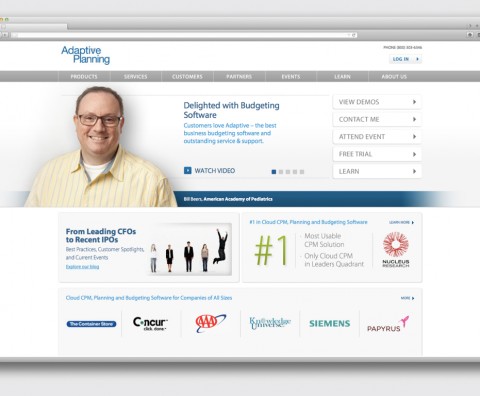 Adaptive
Planning
PHONE (800) 303-6346
LOG IN
PRODUCTS SERVICES CUSTOMERS PARTNERS EVENTS LEARN ABOUT US
Delighted with Budgeting
Software
Customers love Adaptive – the best
business budgeting software and
outstanding service & support.
WATCH VIDEO
VIEW DEMOS
CONTACT ME
ATTEND EVENT
FREE TRIAL
LEARN
Bill Beers, American Academy of Pediatrics
From Leading CFOs
to Recent IPOs
Best Practices, Customer Spotlights,
and Current Events
Explore our blog
#1 in Cloud CPM, Planning and Budgeting Software
LEARN MORE
#1
- Most Usable
CPM Solution
- Only Cloud CPM
in Leaders Quadrant
NUCLEUS
RESEARCH
Cloud CPM, Planning and Budgeting Software for Companies of All Sizes
MORE
The Container Store
Concur
click. done.
AAA
Knowledge
Universe
SIEMENS
PAPYRUS